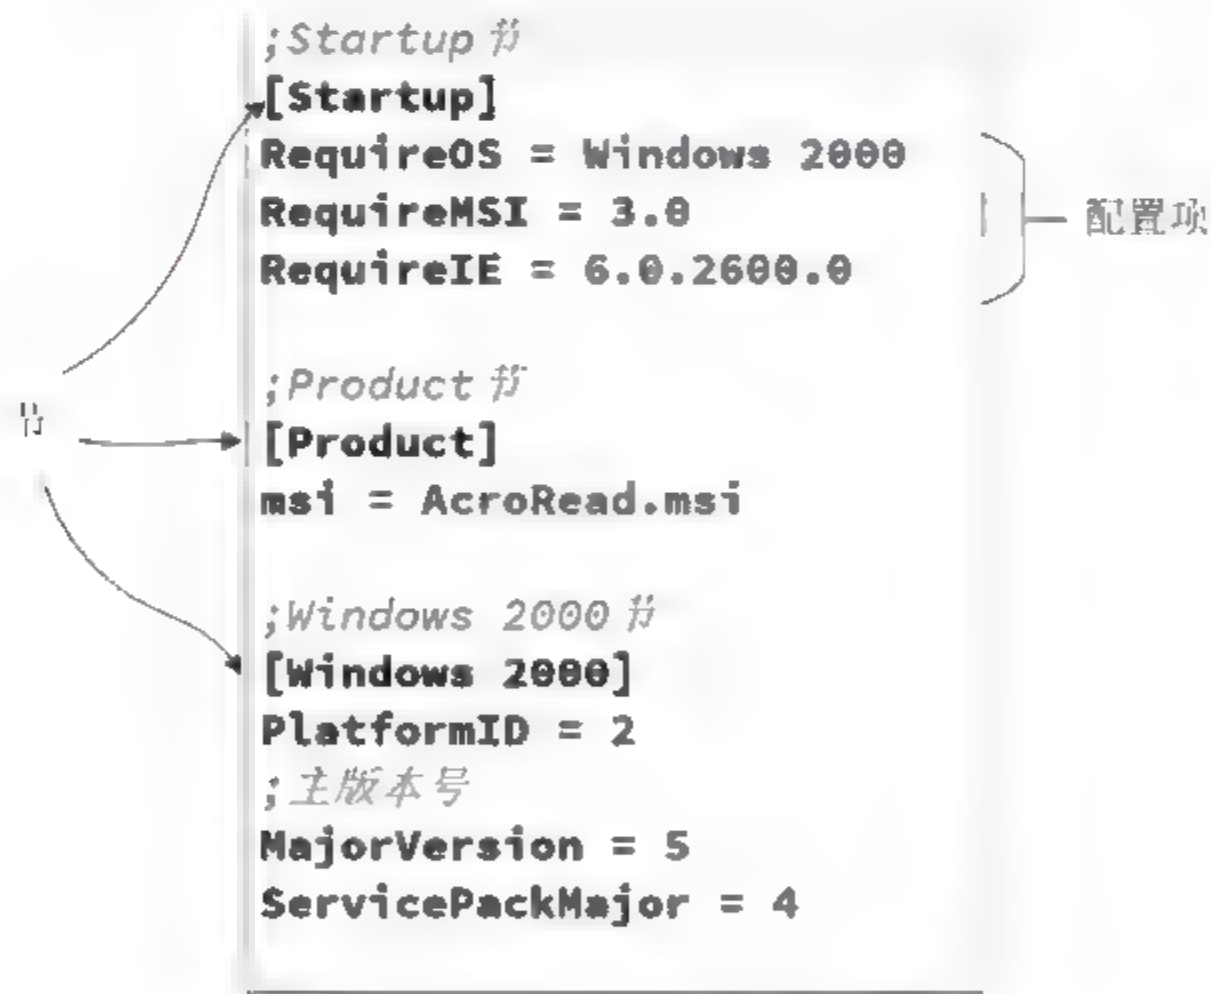 ;Startup节
[Startup]
RequireOS = Windows 2000
RequireMSI = 3.0
RequireIE = 6.0.2600.0
配置项
;Product节
节
[Product]
msi = AcroRead.msi
;Windows 2000节
[Windows 2000]
PlatformID = 2
;主版本号
MajorVersion = 5
ServicePackMajor = 4